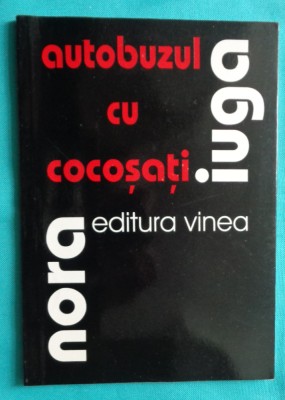 autobuzul
cu
cocoșați
nora
iuga
editura vinea